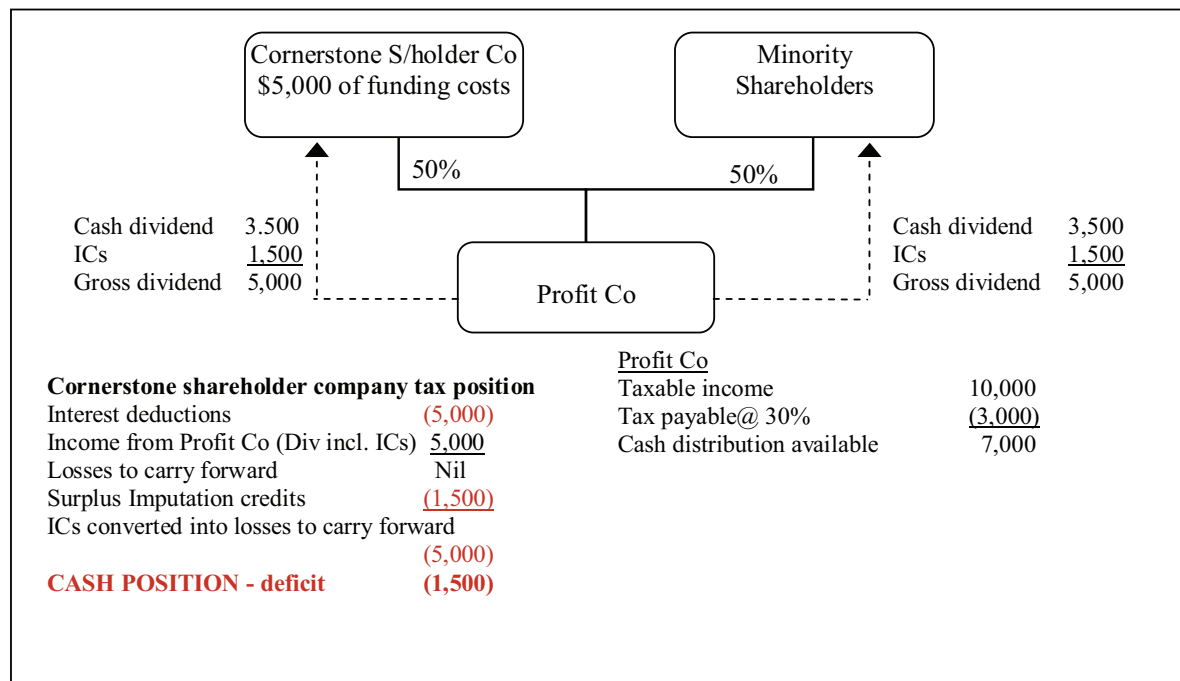 Cornerstone S/holder Co
$5,000 of funding costs
Minority
Shareholders
50%
50%
Cash dividend 3.500
ICs 1,500
Gross dividend 5,000
Cash dividend 3,500
ICs 1,500
Gross dividend 5,000
Profit Co
Cornerstone shareholder company tax position
Interest deductions (5,000)
Income from Profit Co (Div incl. ICs) 5,000
Losses to carry forward Nil
Surplus Imputation credits (1,500)
ICs converted into losses to carry forward
(5,000)
CASH POSITION - deficit (1,500)
Profit Co
Taxable income 10,000
Tax payable@ 30% (3,000)
Cash distribution available 7,000